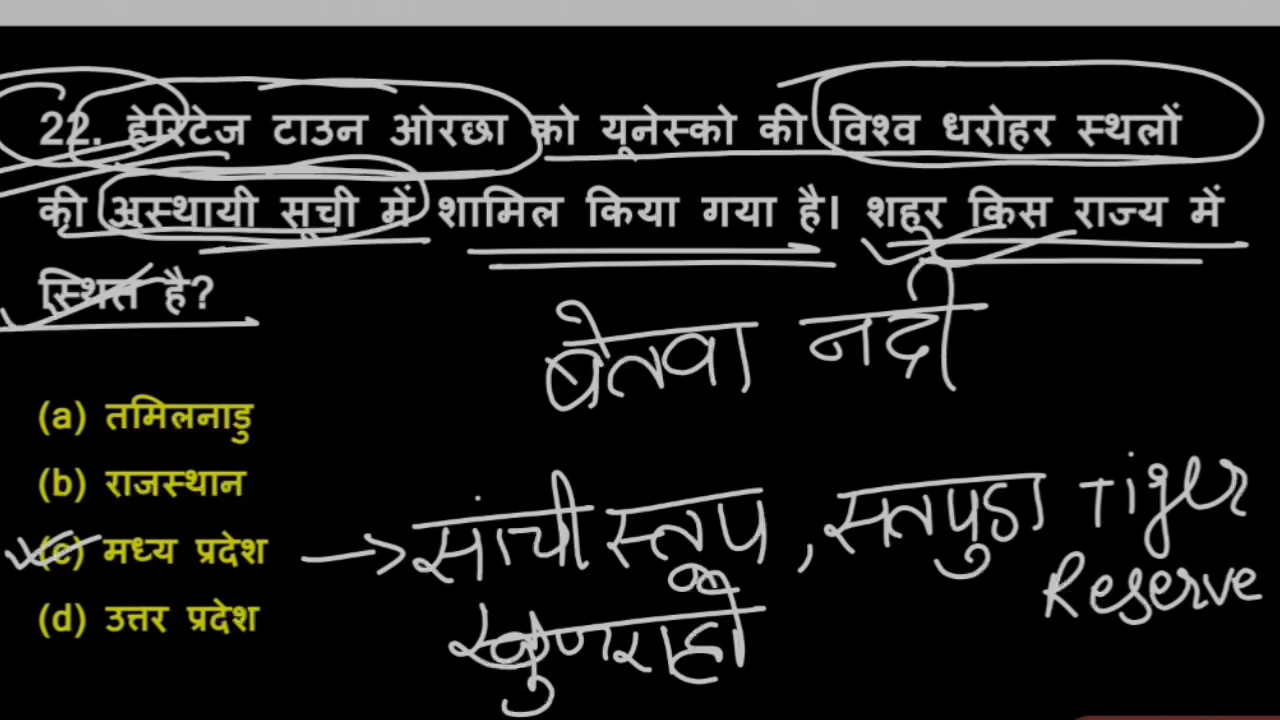 22. हेरिटेज टाउन ओरछा को यूनेस्को की विश्व धरोहर स्थलों
की अस्थायी सूची में शामिल किया गया है। शहर किस राज्य में
स्थित है?
बेतवा नदी
(a) तमिलनाडु
(b) राजस्थान
(c) मध्य प्रदेश → सांची स्तूप, सतपुडा Tiger
Reserve
(d) उत्तर प्रदेश